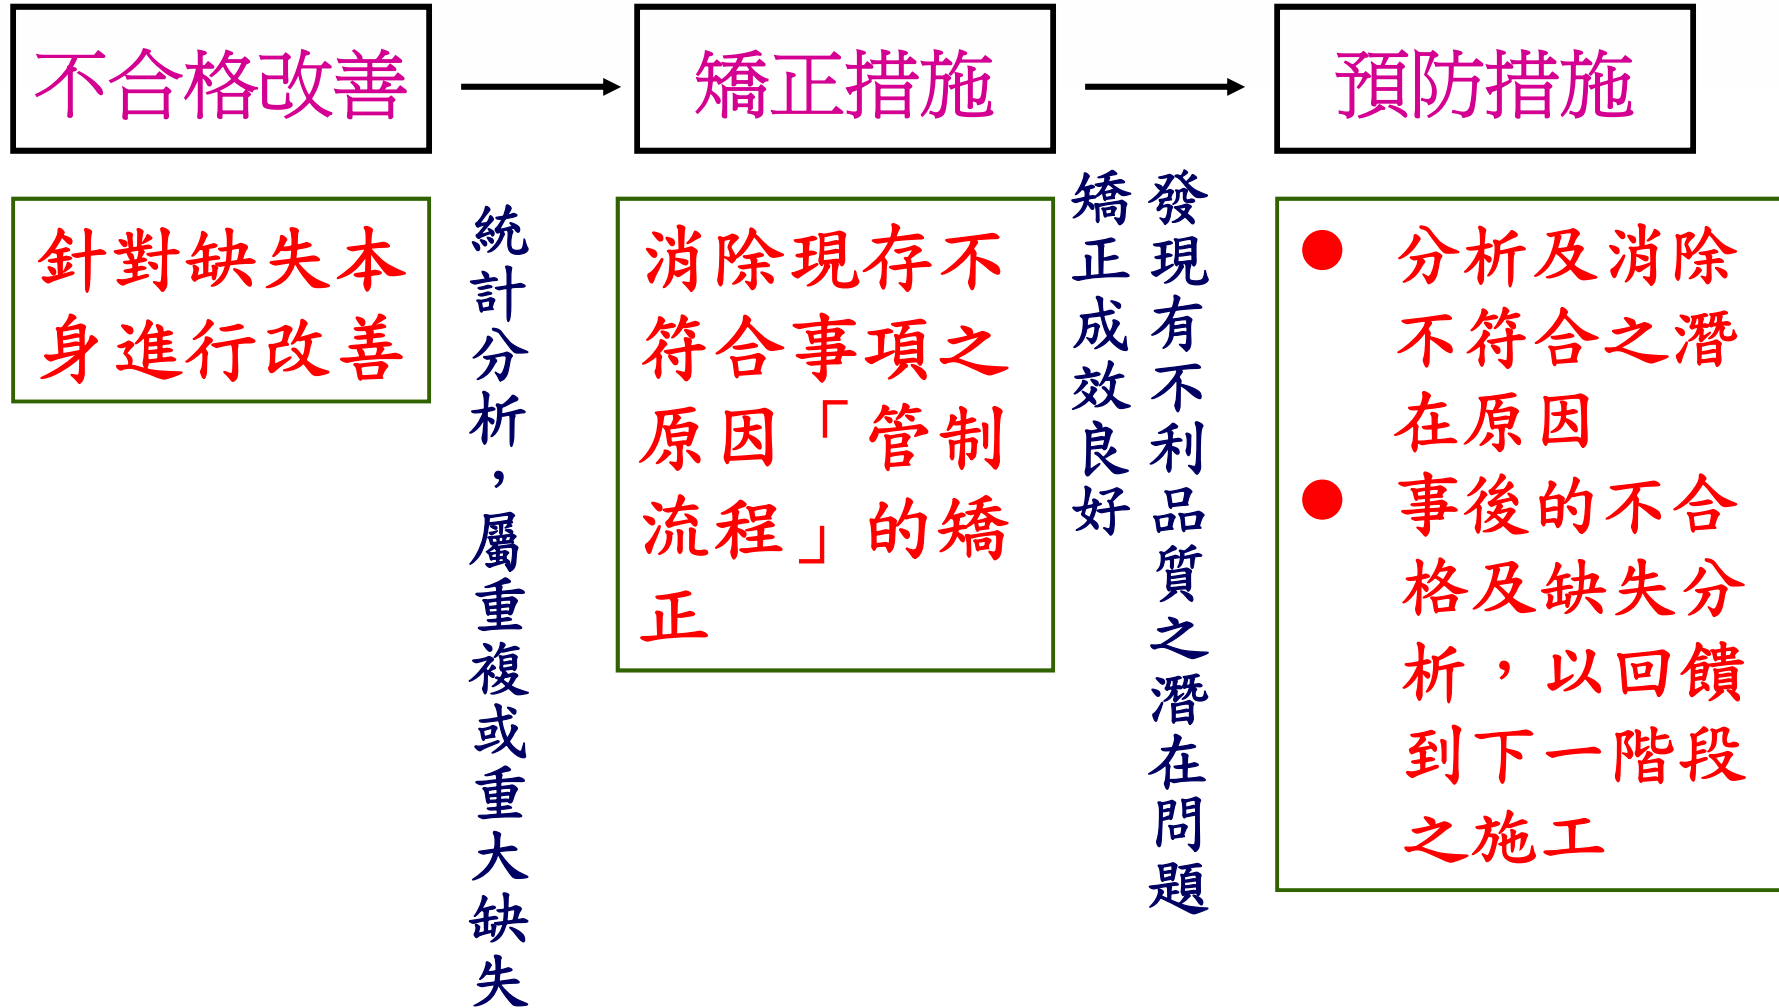 不合格改善
矯正措施
預防措施
針對缺失本
身進行改善
統計分析，屬重複或重大缺失
消除現存不
符合事項之
原因「管制
流程」的矯
正
發現有不利品質之潛在問題
矯正成效良好
● 分析及消除
不符合之潛
在原因
● 事後的不合
格及缺失分
析，以回饋
到下一階段
之施工